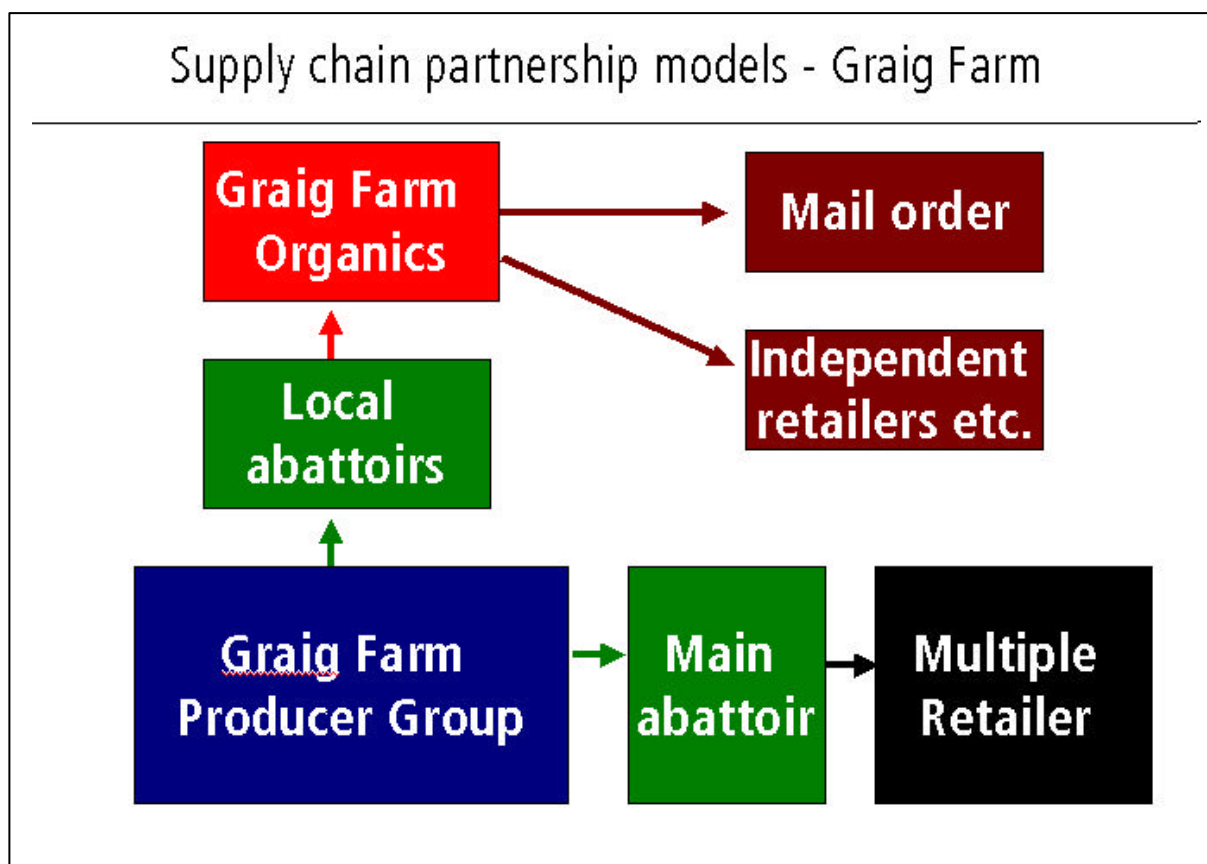 Supply chain partnership models - Graig Farm
Graig Farm
Organics
Mail order
Independent
retailers etc.
Local
abattoirs
Graig Farm
Producer Group
Main
abattoir
Multiple
Retailer